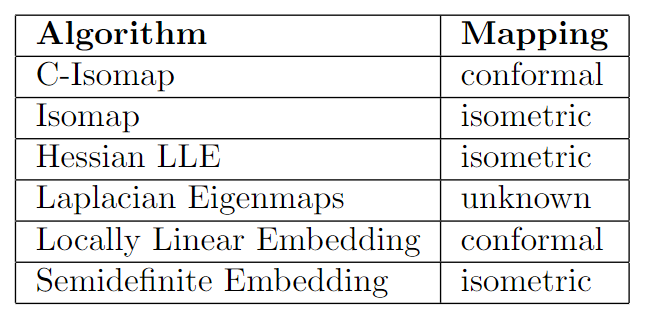 Algorithm Mapping
C-Isomap conformal
Isomap isometric
Hessian LLE isometric
Laplacian Eigenmaps unknown
Locally Linear Embedding conformal
Semidefinite Embedding isometric